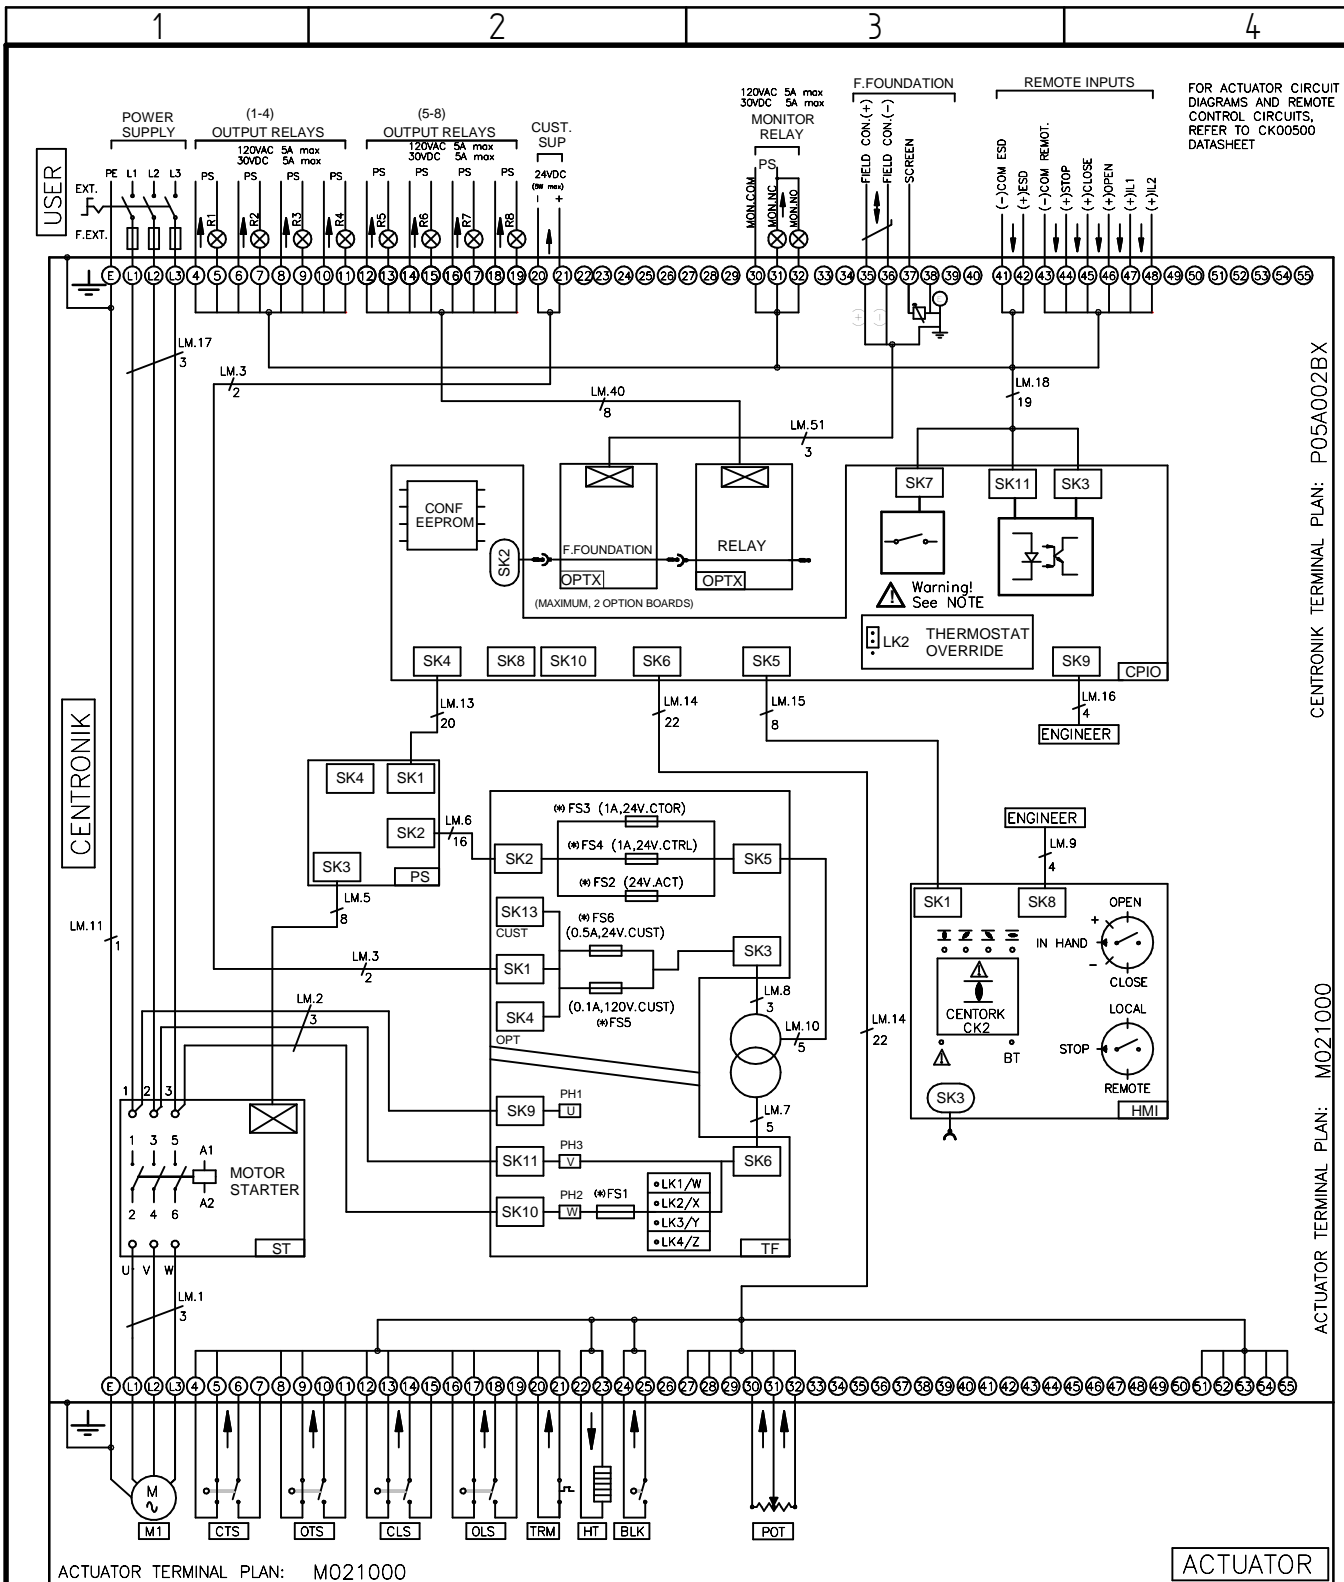 1 2 3 4
POWER
SUPPLY
PE L1 L2 L3
EXT.
F.EXT.
USER
(1-4)
OUTPUT RELAYS
120VAC 5A max
30VDC 5A max
PS PS PS PS
R1 R2 R3 R4
(5-8)
OUTPUT RELAYS
120VAC 5A max
30VDC 5A max
PS PS PS PS
R5 R6 R7 R8
CUST.
SUP
24VDC
(5W max)
- +
120VAC 5A max
30VDC 5A max
MONITOR
RELAY
PS
MON.COM
MON.NC
MON.NO
F.FOUNDATION
FIELD CON.(+)
FIELD CON.(-)
SCREEN
REMOTE INPUTS
(-)COM ESD
(+)ESD
(-)COM REMOT.
(+)STOP
(+)CLOSE
(+)OPEN
(+)IL1
(+)IL2
FOR ACTUATOR CIRCUIT
DIAGRAMS AND REMOTE
CONTROL CIRCUITS,
REFER TO CK00500
DATASHEET
E L1 L2 L3 4 5 6 7 8 9 10 11 12 13 14 15 16 17 18 19 20 21 22 23 24 25 26 27 28 29 30 31 32 33 34 35 36 37 38 39 40 41 42 43 44 45 46 47 48 49 50 51 52 53 54 55
LM.17
3
LM.3
2
LM.40
8
LM.51
3
LM.18
19
CENTRONIK TERMINAL PLAN: P05A002BX
CONF
EEPROM
SK2
F.FOUNDATION
OPTX
RELAY
OPTX
(MAXIMUM, 2 OPTION BOARDS)
SK7
SK11
SK3
Warning!
See NOTE
LK2
THERMOSTAT
OVERRIDE
SK4
SK8
SK10
SK6
SK5
SK9
CPIO
LM.13
20
LM.14
22
LM.15
8
LM.16
4
ENGINEER
CENTRONIK
SK4
SK1
SK2
SK3
PS
LM.6
16
LM.5
8
LM.11
1
LM.3
2
LM.2
3
(*)FS3 (1A,24V.CTOR)
(*)FS4 (1A,24V.CTRL)
(*)FS2 (24V.ACT)
SK2
SK5
SK13
CUST
(*)FS6
(0.5A,24V.CUST)
SK1
SK3
SK4
OPT
(0.1A,120V.CUST)
(*)FS5
LM.8
3
LM.10
5
LM.7
5
LM.14
22
SK9
PH1
U
SK11
PH3
V
SK6
SK10
PH2
W
(*)FS1
LK1/W
LK2/X
LK3/Y
LK4/Z
TF
ENGINEER
LM.9
4
SK1
SK8
OPEN
+
IN HAND
-
CLOSE
CENTORK
CK2
BT
LOCAL
STOP
REMOTE
SK3
HMI
ACTUATOR TERMINAL PLAN: M021000
1 2 3
1 3 5
A1
A2
2 4 6
MOTOR
STARTER
ST
U V W
LM.1
3
E L1 L2 L3 4 5 6 7 8 9 10 11 12 13 14 15 16 17 18 19 20 21 22 23 24 25 26 27 28 29 30 31 32 33 34 35 36 37 38 39 40 41 42 43 44 45 46 47 48 49 50 51 52 53 54 55
M
M1
CTS
OTS
CLS
OLS
TRM
HT
BLK
POT
ACTUATOR TERMINAL PLAN: M021000
ACTUATOR